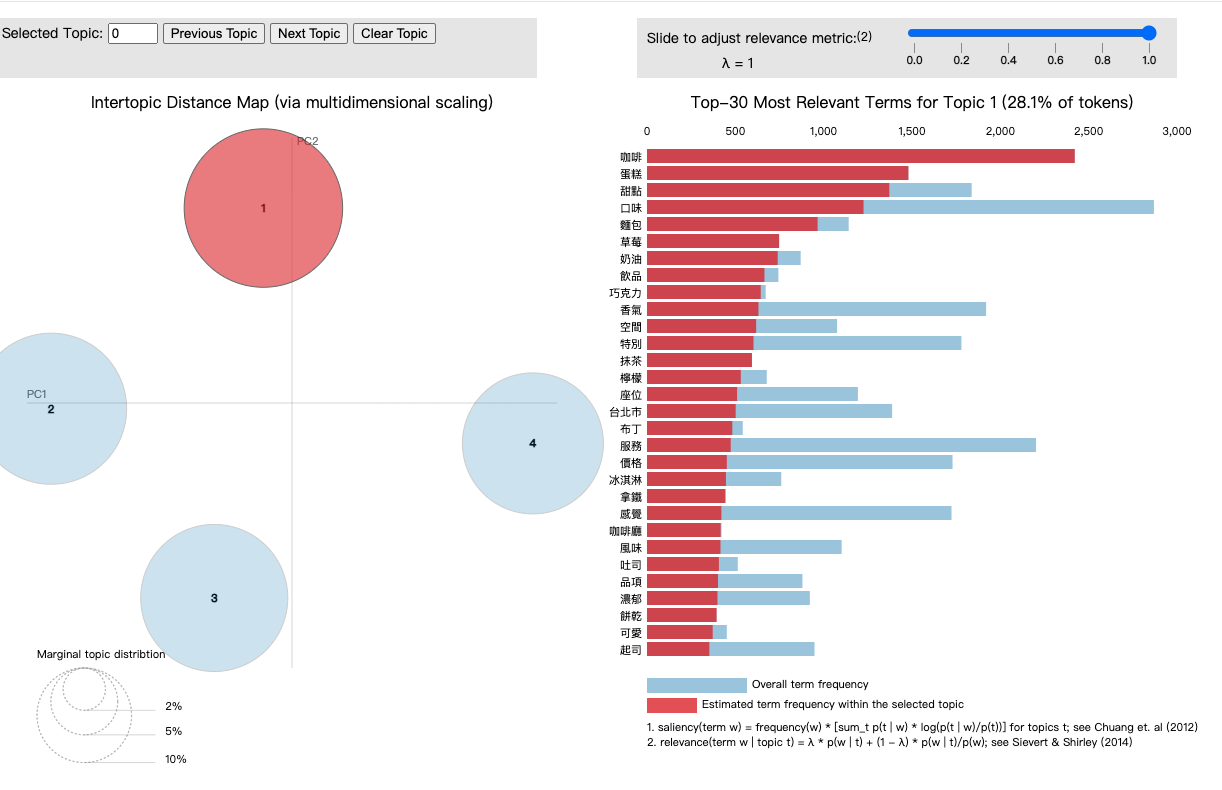 Selected Topic: 0 Previous Topic Next Topic Clear Topic
Slide to adjust relevance metric:(2)
λ = 1
0.0 0.2 0.4 0.6 0.8 1.0
Intertopic Distance Map (via multidimensional scaling)
PC2
1
PC1
2
4
3
Marginal topic distribtion
2%
5%
10%
Top-30 Most Relevant Terms for Topic 1 (28.1% of tokens)
0 500 1,000 1,500 2,000 2,500 3,000
咖啡
蛋糕
甜點
口味
麵包
草莓
奶油
飲品
巧克力
香氣
空間
特別
抹茶
檸檬
座位
台北市
布丁
服務
價格
冰淇淋
拿鐵
感覺
咖啡廳
風味
吐司
品項
濃郁
餅乾
可愛
起司
Overall term frequency
Estimated term frequency within the selected topic
1. saliency(term w) = frequency(w) * [sum_t p(t | w) * log(p(t | w)/p(t))] for topics t; see Chuang et. al (2012)
2. relevance(term w | topic t) = λ * p(w | t) + (1 - λ) * p(w | t)/p(w); see Sievert & Shirley (2014)